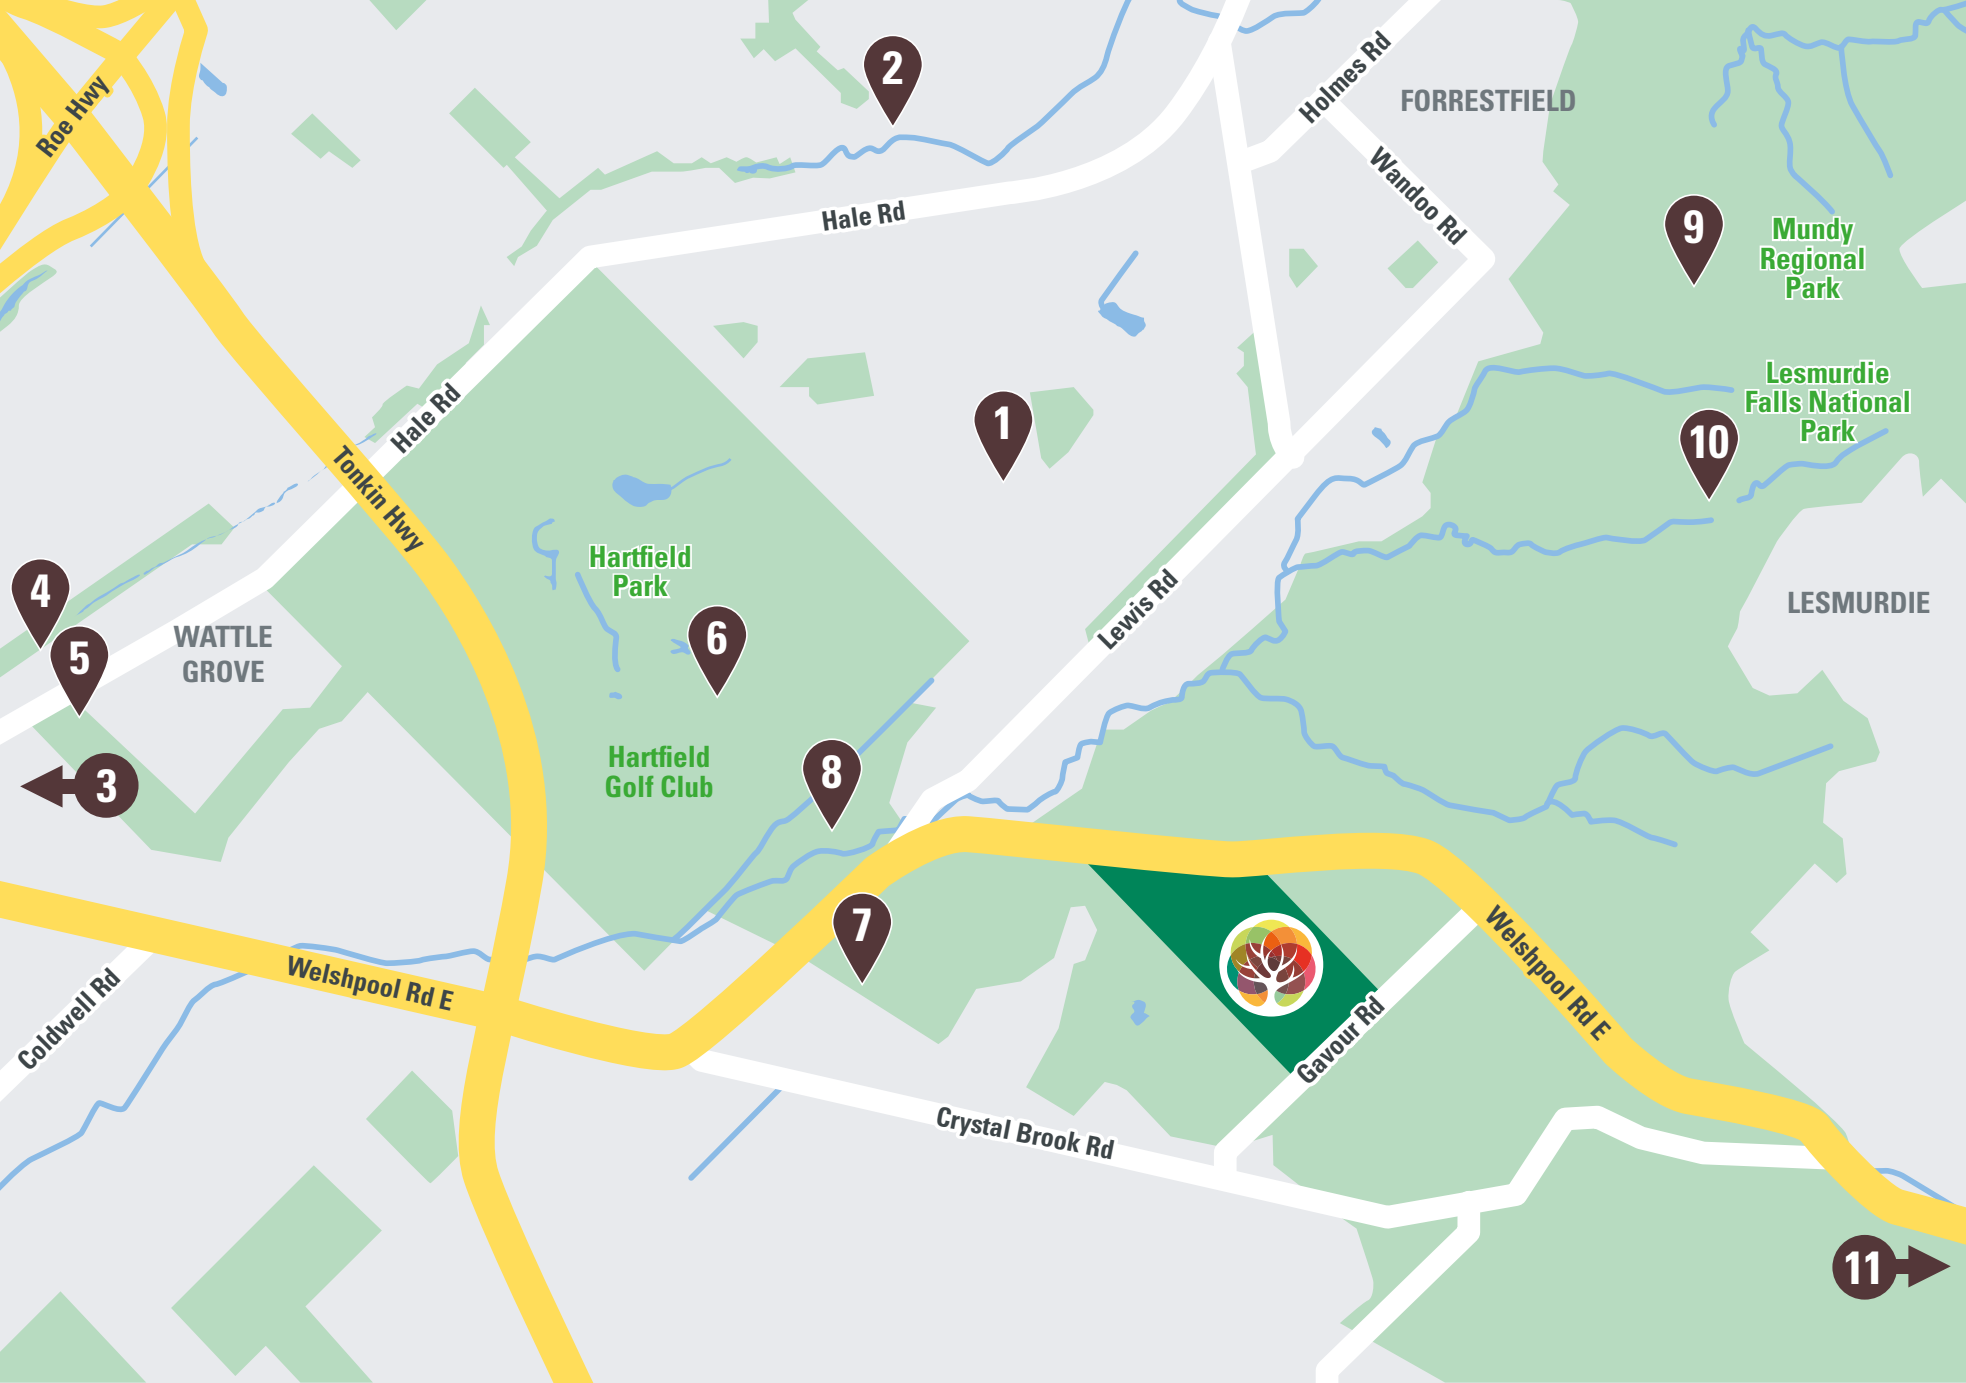 Roe Hwy
2
Holmes Rd
FORRESTFIELD
Wandoo Rd
Hale Rd
9
Mundy
Regional
Park
Lesmurdie
Falls National
Park
10
1
Hale Rd
Tonkin Hwy
Hartfield
Park
4
5
WATTLE
GROVE
6
Lewis Rd
LESMURDIE
3
Hartfield
Golf Club
8
7
Welshpool Rd E
Welshpool Rd E
Coldwell Rd
Gavour Rd
Crystal Brook Rd
11